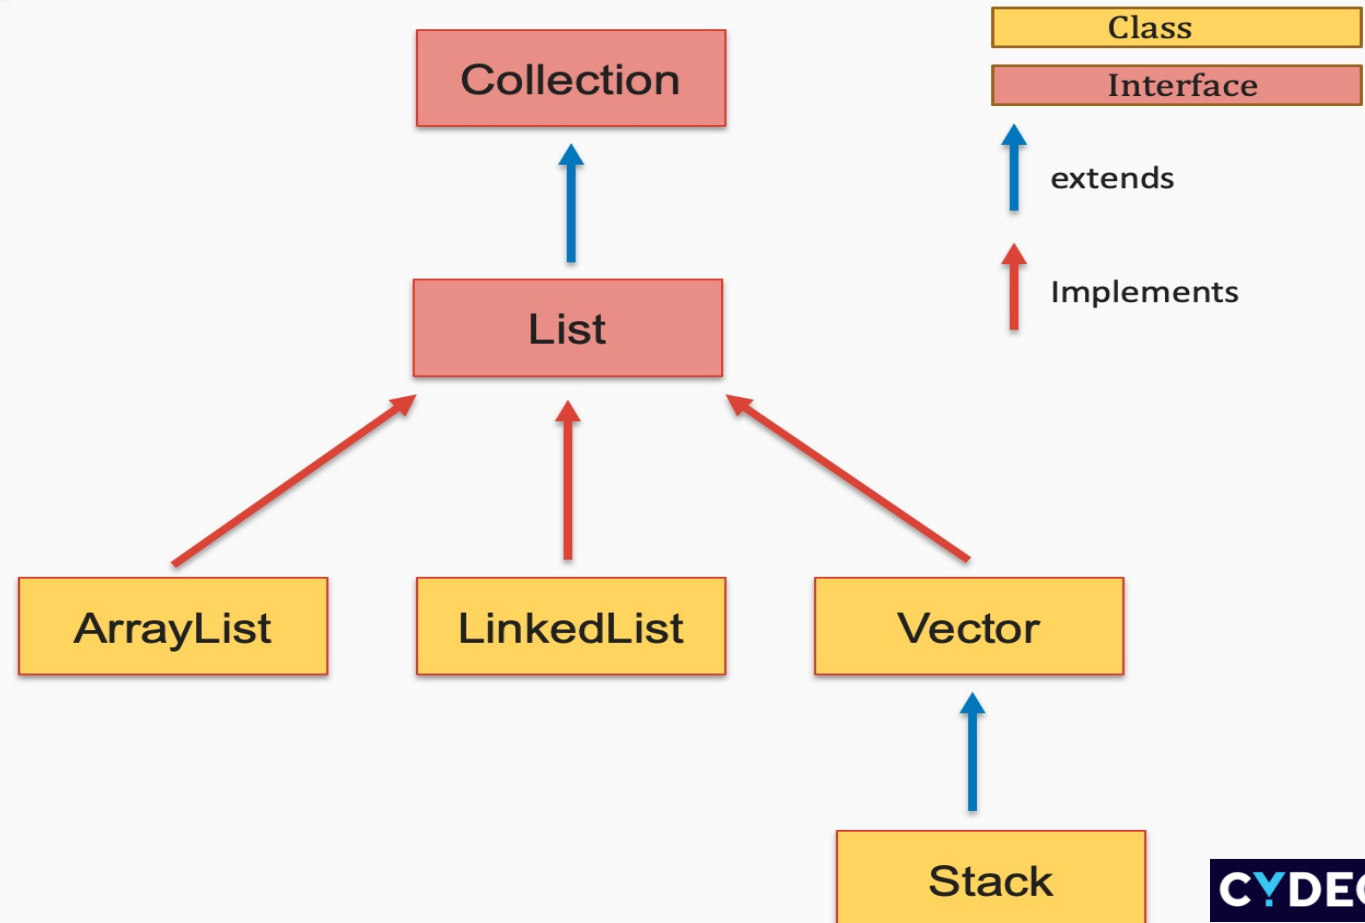 Class
Collection
Interface
extends
List
Implements
ArrayList
LinkedList
Vector
Stack